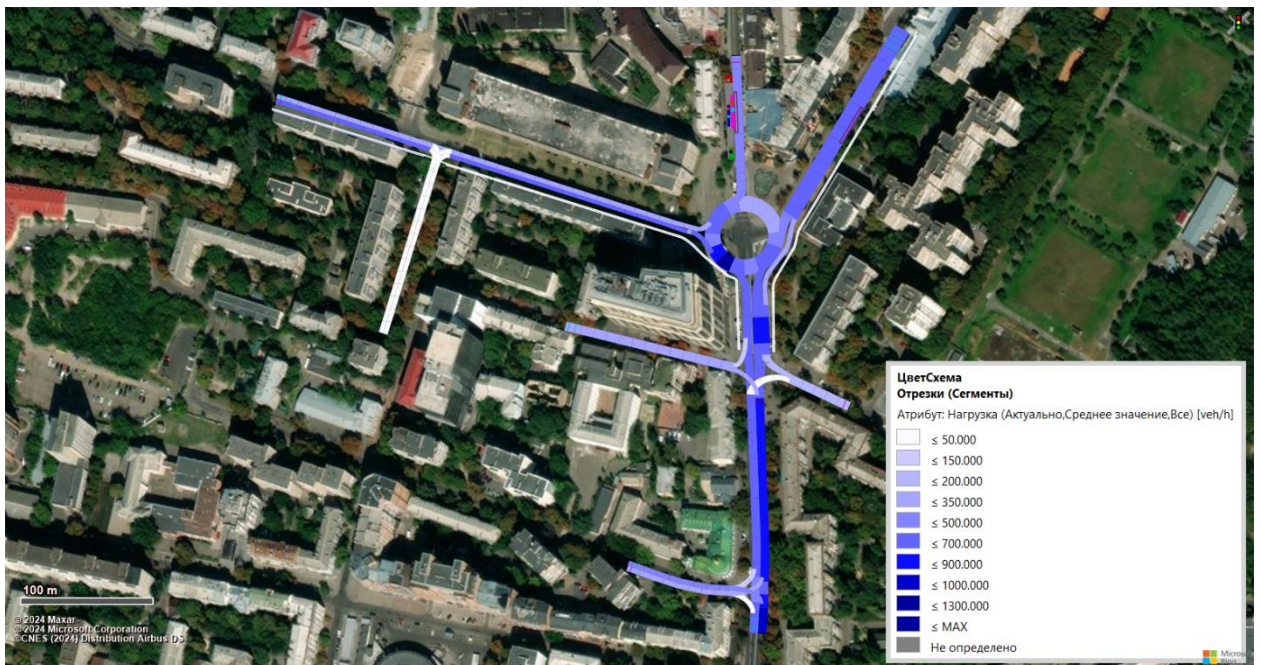 ЦветСхема
Отрезки (Сегменты)
Атрибут: Нагрузка (Актуально,Среднее значение,Все) [veh/h]
≤ 50.000
≤ 150.000
≤ 200.000
≤ 350.000
≤ 500.000
≤ 700.000
≤ 900.000
≤ 1000.000
≤ 1300.000
≤ MAX
Не определено
100 m
© 2024 Maxar
© 2024 Microsoft Corporation
©CNES (2024) Distribution Airbus DS